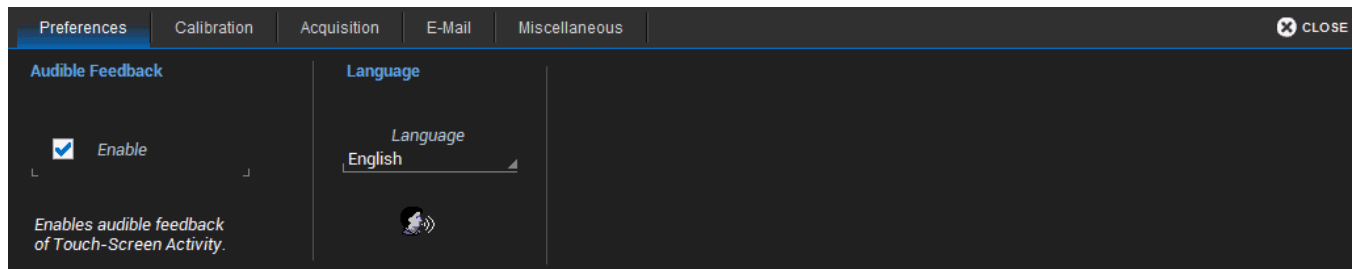 Preferences Calibration Acquisition E-Mail Miscellaneous CLOSE
Audible Feedback
Enable
Enables audible feedback
of Touch-Screen Activity.
Language
Language
English